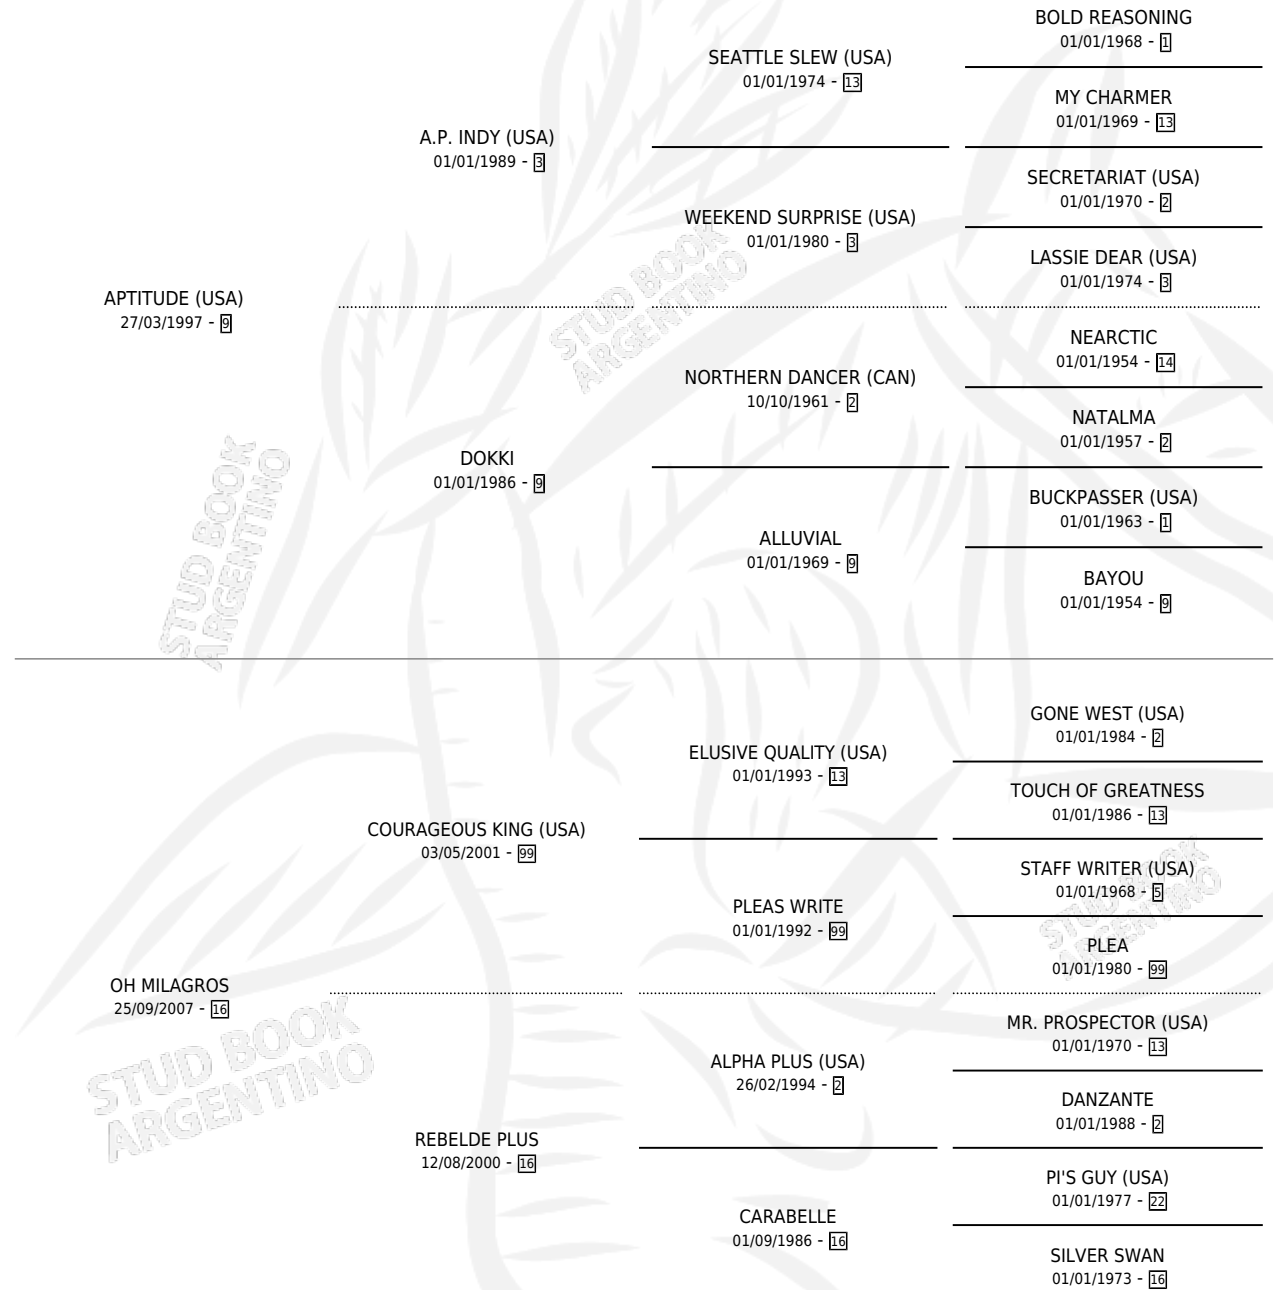 BOLD REASONING
01/01/1968 - 1
SEATTLE SLEW (USA)
01/01/1974 - 13
MY CHARMER
01/01/1969 - 13
A.P. INDY (USA)
01/01/1989 - 3
SECRETARIAT (USA)
01/01/1970 - 2
WEEKEND SURPRISE (USA)
01/01/1980 - 3
LASSIE DEAR (USA)
01/01/1974 - 3
APTITUDE (USA)
27/03/1997 - 9
NEARCTIC
01/01/1954 - 14
NORTHERN DANCER (CAN)
10/10/1961 - 2
NATALMA
01/01/1957 - 2
DOKKI
01/01/1986 - 9
BUCKPASSER (USA)
01/01/1963 - 1
ALLUVIAL
01/01/1969 - 9
BAYOU
01/01/1954 - 9
STUD BOOK
ARGENTINO
STUD BOOK
ARGENTINO
GONE WEST (USA)
01/01/1984 - 2
ELUSIVE QUALITY (USA)
01/01/1993 - 13
TOUCH OF GREATNESS
01/01/1986 - 13
COURAGEOUS KING (USA)
03/05/2001 - 99
STAFF WRITER (USA)
01/01/1968 - 5
PLEAS WRITE
01/01/1992 - 99
PLEA
01/01/1980 - 99
OH MILAGROS
25/09/2007 - 16
MR. PROSPECTOR (USA)
01/01/1970 - 13
ALPHA PLUS (USA)
26/02/1994 - 2
DANZANTE
01/01/1988 - 2
REBELDE PLUS
12/08/2000 - 16
PI'S GUY (USA)
01/01/1977 - 22
CARABELLE
01/09/1986 - 16
SILVER SWAN
01/01/1973 - 16
STUD BOOK
ARGENTINO
STUD BOOK
ARGENTINO